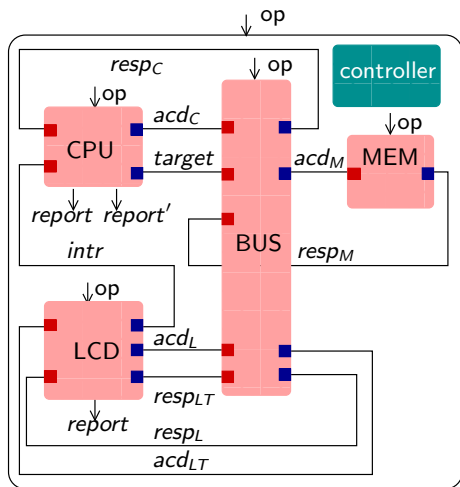 op
resp_C
op
controller
op
acd_C
op
CPU
target
acd_M
MEM
report
report'
BUS
intr
resp_M
op
LCD
acd_L
resp_LT
report
resp_L
acd_LT